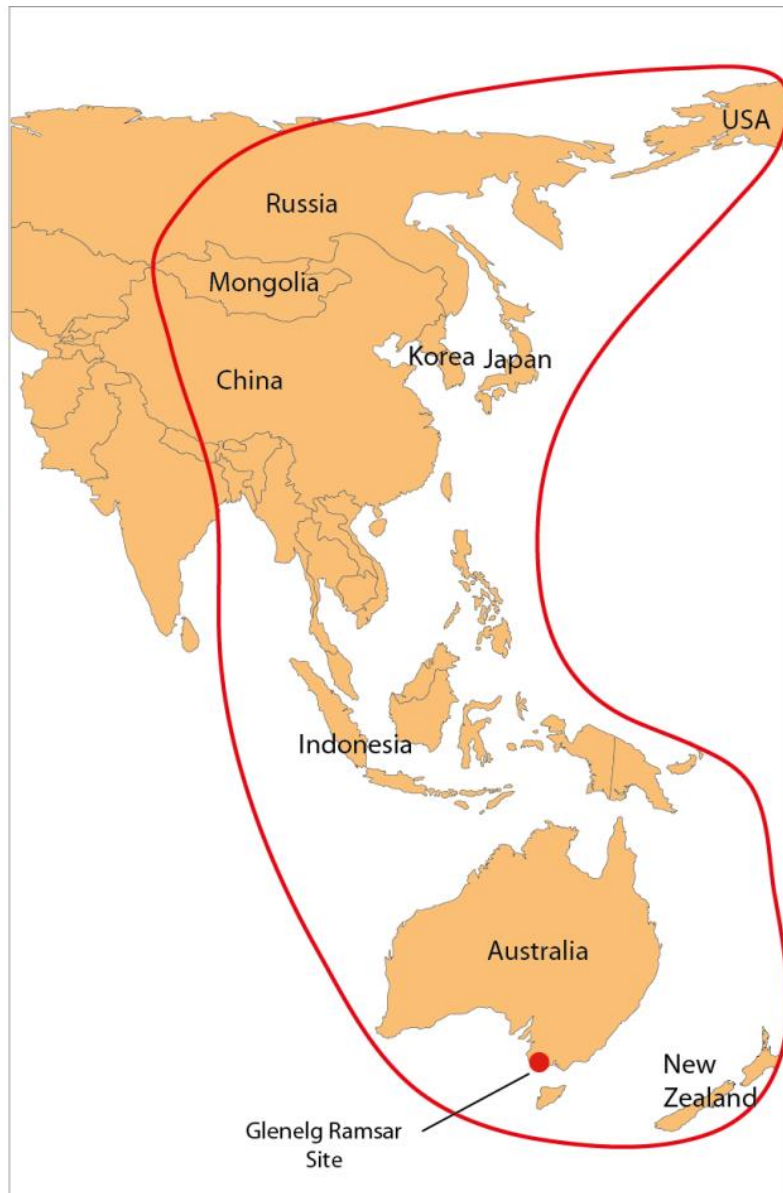 USA
Russia
Mongolia
Korea
Japan
China
Indonesia
Australia
New
Zealand
Glenelg Ramsar
Site